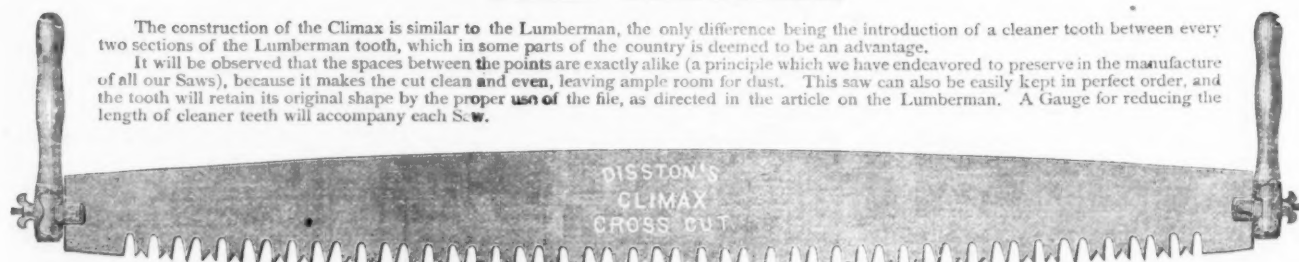 The construction of the Climax is similar to the Lumberman, the only difference being the introduction of a cleaner tooth between every
two sections of the Lumberman tooth, which in some parts of the country is deemed to be an advantage.
It will be observed that the spaces between the points are exactly alike (a principle which we have endeavored to preserve in the manufacture
of all our Saws), because it makes the cut clean and even, leaving ample room for dust. This saw can also be easily kept in perfect order, and
the tooth will retain its original shape by the proper use of the file, as directed in the article on the Lumberman. A Gauge for reducing the
length of cleaner teeth will accompany each Saw.
DISSTON'S
CLIMAX
CROSS CUT